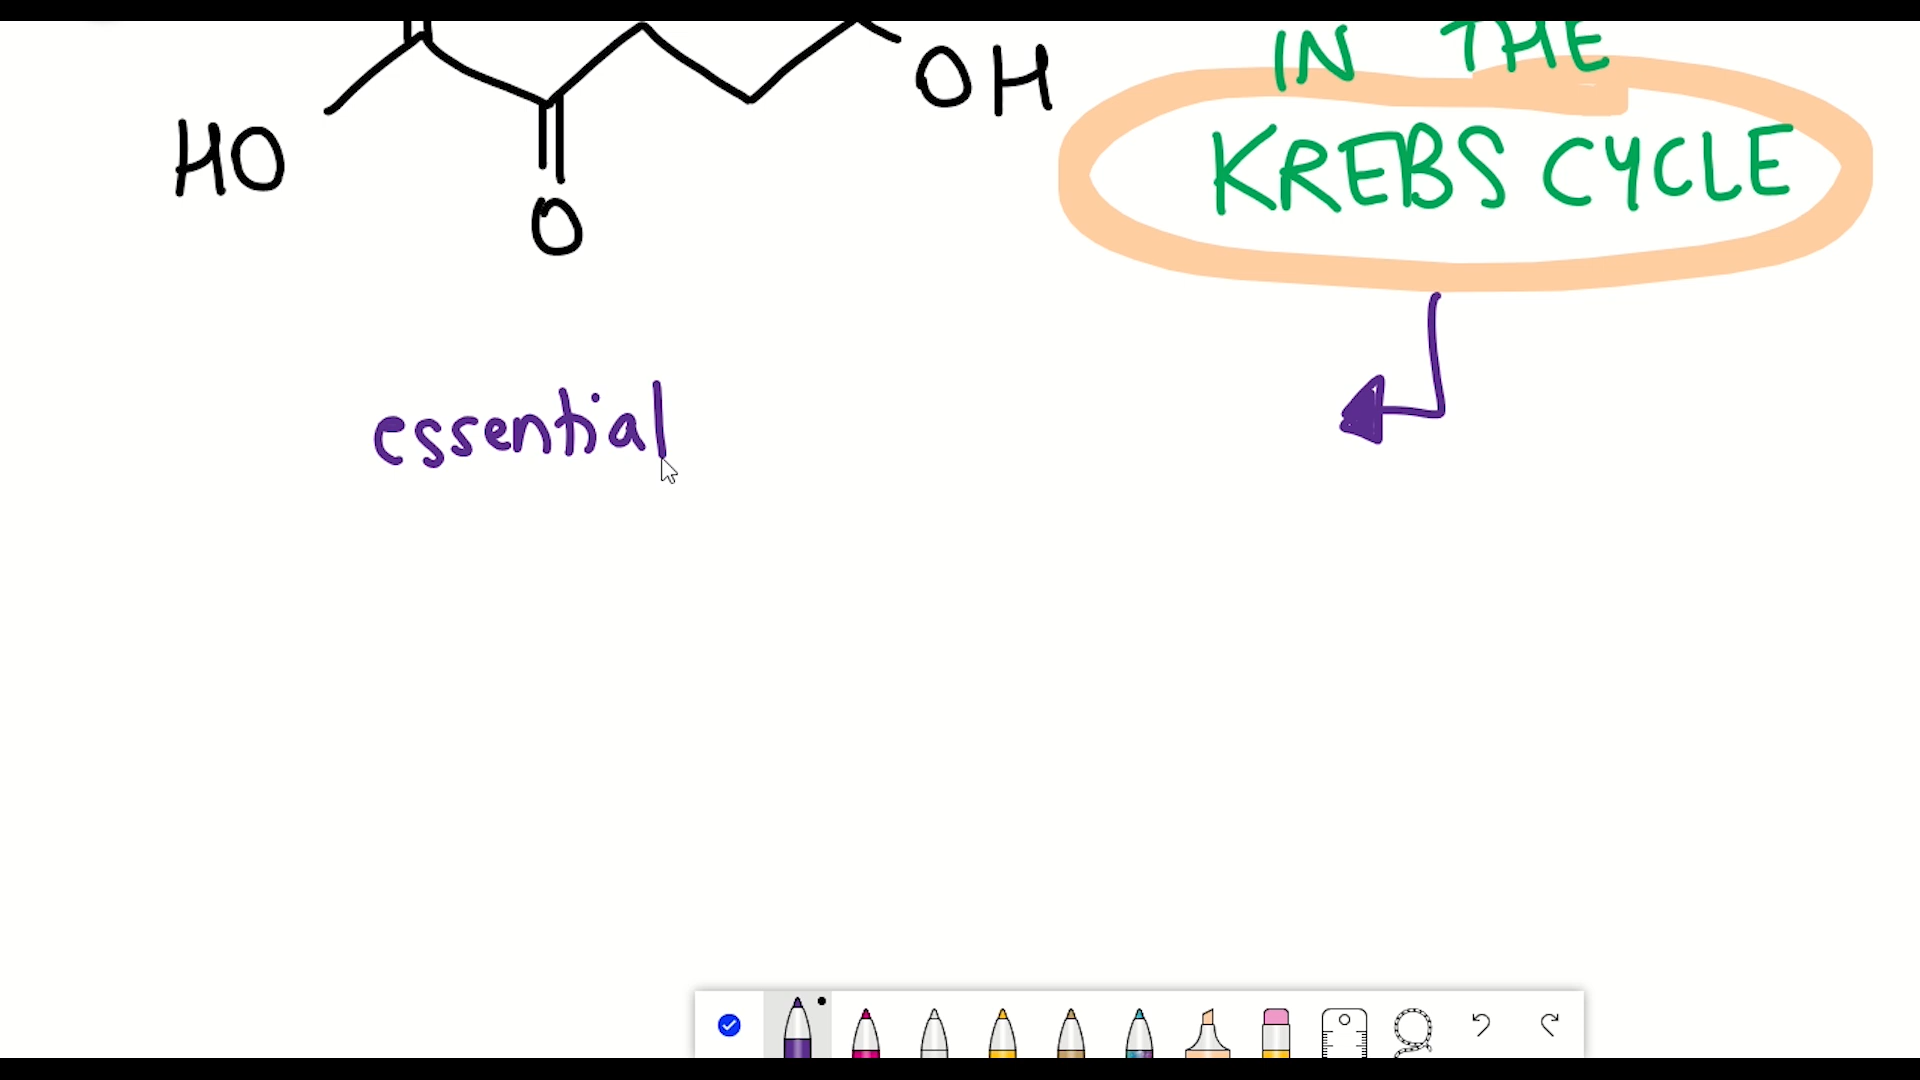 IN THE
OH
HO
KREBS CYCLE
O
essential